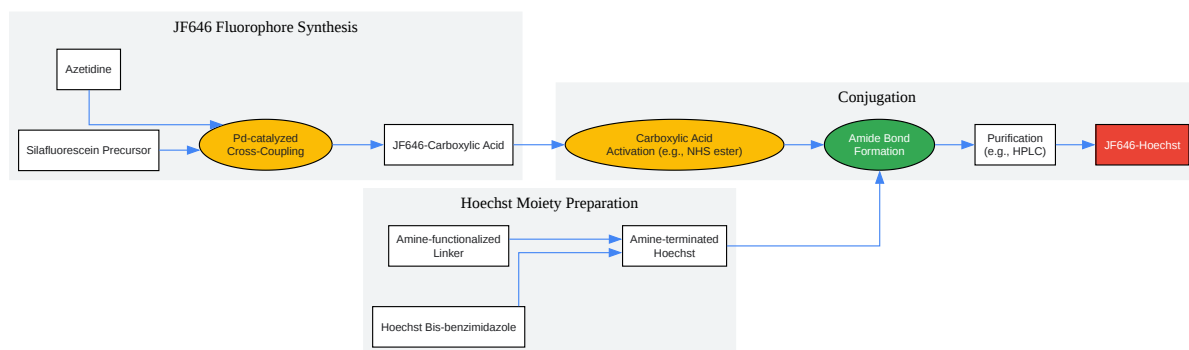 JF646 Fluorophore Synthesis
Azetidine
Silafluorescein Precursor
Pd-catalyzed
Cross-Coupling
JF646-Carboxylic Acid
Conjugation
Carboxylic Acid
Activation (e.g., NHS ester)
Amide Bond
Formation
Purification
(e.g., HPLC)
JF646-Hoechst
Hoechst Moiety Preparation
Amine-functionalized
Linker
Amine-terminated
Hoechst
Hoechst Bis-benzimidazole